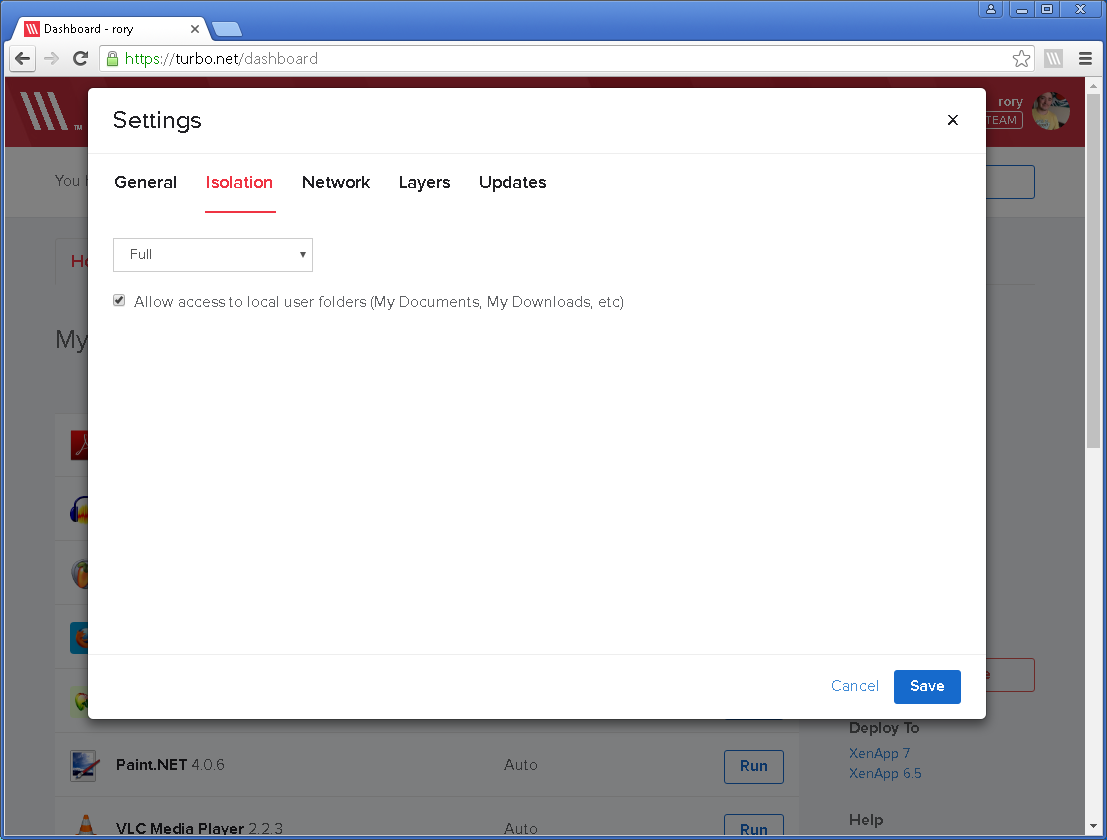 Dashboard - rory
https://turbo.net/dashboard
rory
TEAM
TM
Settings
You
General Isolation Network Layers Updates
Full
Allow access to local user folders (My Documents, My Downloads, etc)
My
Cancel Save
Deploy To
Paint.NET 4.0.6 Auto Run
XenApp 7
XenApp 6.5
Help
VLC Media Player 2.2.3 Auto Run